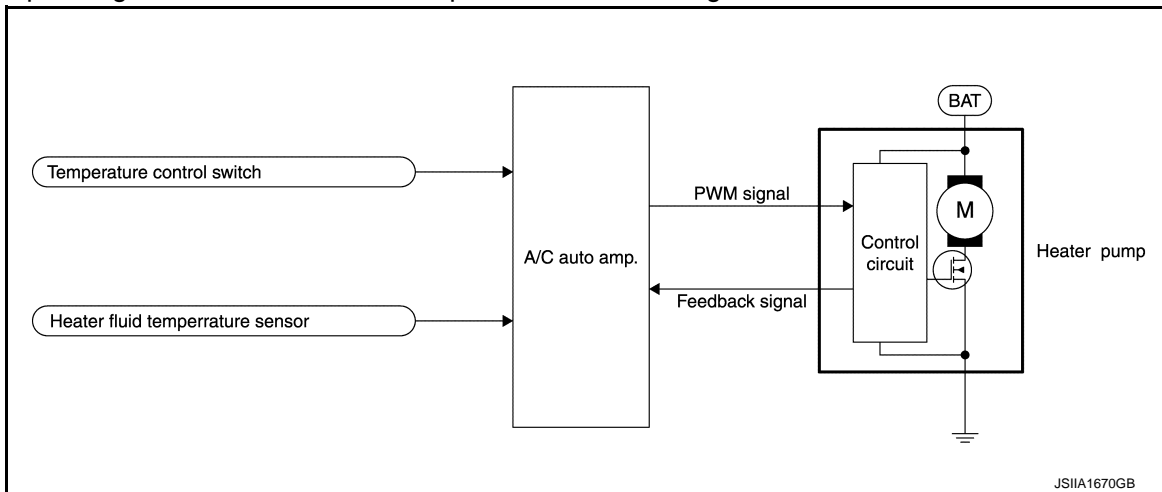 BAT
Temperature control switch
PWM signal
M
A/C auto amp.
Control
circuit
Heater pump
Feedback signal
Heater fluid temperrature sensor
JSIIA1670GB